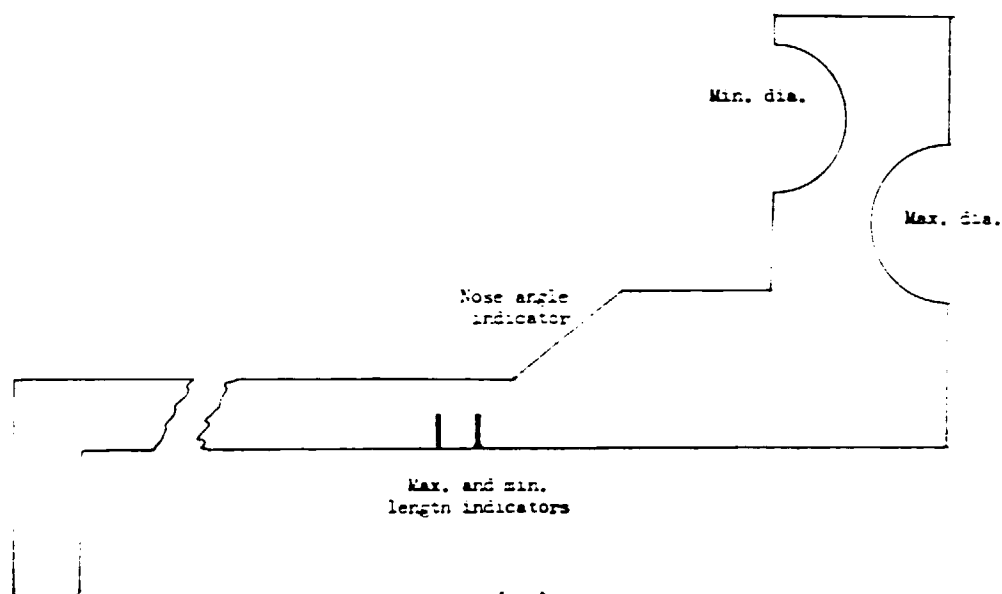 Min. dia.
Max. dia.
Nose angle
indicator
Max. and min.
length indicators